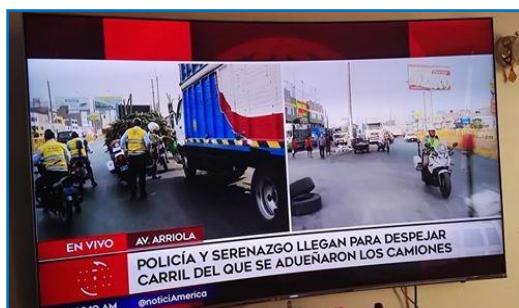 EN VIVO
AV. ARRIOLA
POLICÍA Y SERENAZGO LLEGAN PARA DESPEJAR
CARRIL DEL QUE SE ADUEÑARON LOS CAMIONES
@noticiAmerica